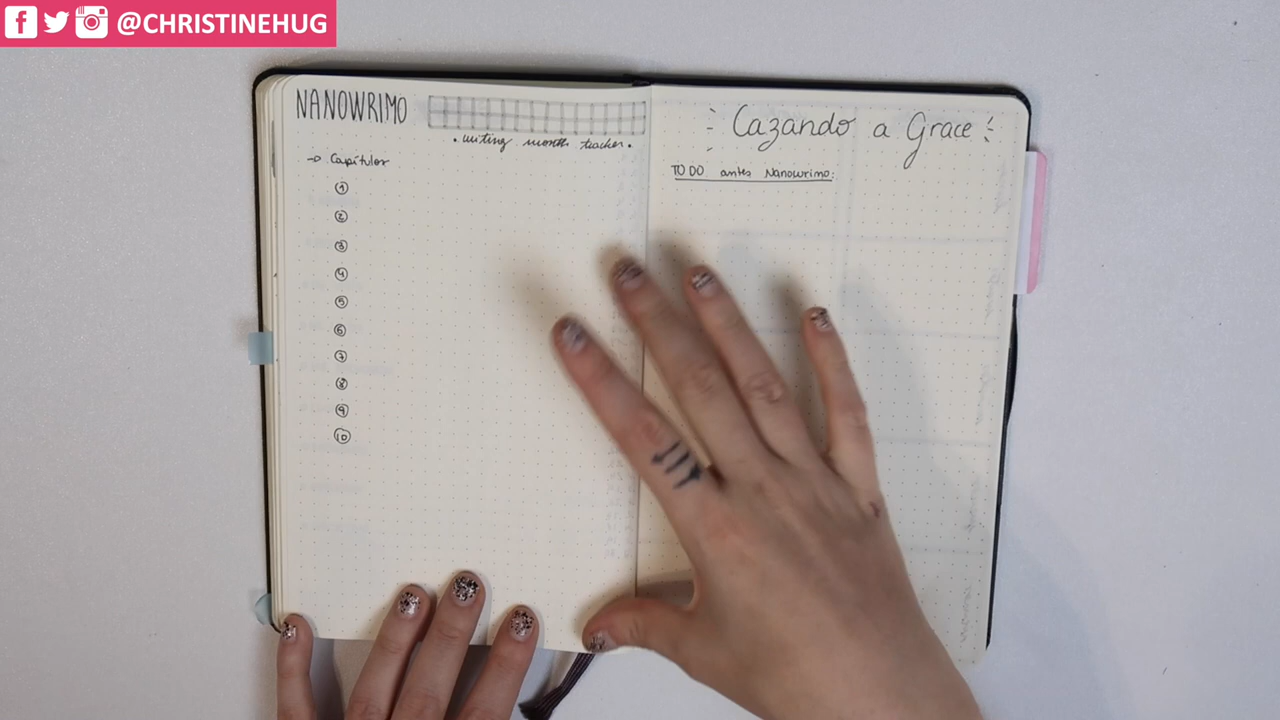 @CHRISTINEHUG
NANOWRIMO
. writing month tracker .
→ Capítulos
1
2
3
4
5
6
7
8
9
10
Cazando a Grace
TO DO antes Nanowrimo: